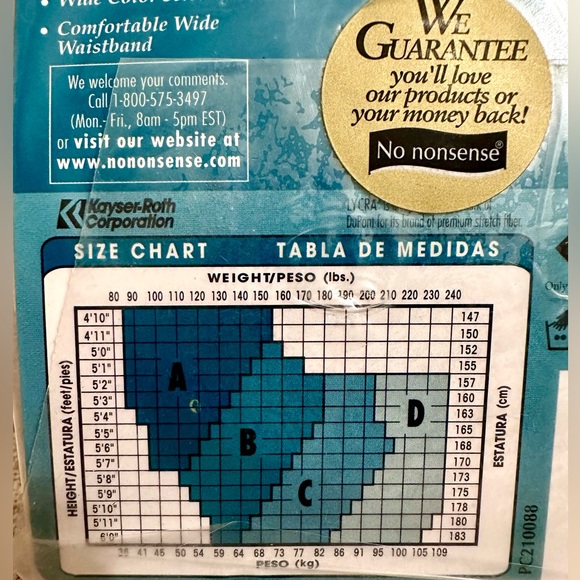 • Comfortable Wide
Waistband
We welcome your comments.
Call 1-800-575-3497
(Mon.- Fri., 8am - 5pm EST)
or visit our website at
www.nononsense.com
WE
GUARANTEE
you'll love
our products or
your money back!
No nonsense®
Kayser-Roth
Corporation
DuPont for its brand of premium stretch fiber.
SIZE CHART TABLA DE MEDIDAS
WEIGHT/PESO (lbs.)
80 90 100 110 120 130 140 150 160 170 180 190 200 210 220 230 240
HEIGHT/ESTATURA (feet/pies)
4'10" 147
4'11" 150
5'0" 152
5'1" 155
5'2" 157
5'3" 160
5'4" 163
5'5" 165
5'6" 168
5'7" 170
5'8" 173
5'9" 175
5'10" 178
5'11" 180
6'0" 183
A
B
C
D
ESTATURA (cm)
36 41 45 50 54 59 64 68 73 77 82 86 91 95 100 105 109
PESO (kg)
PC210088